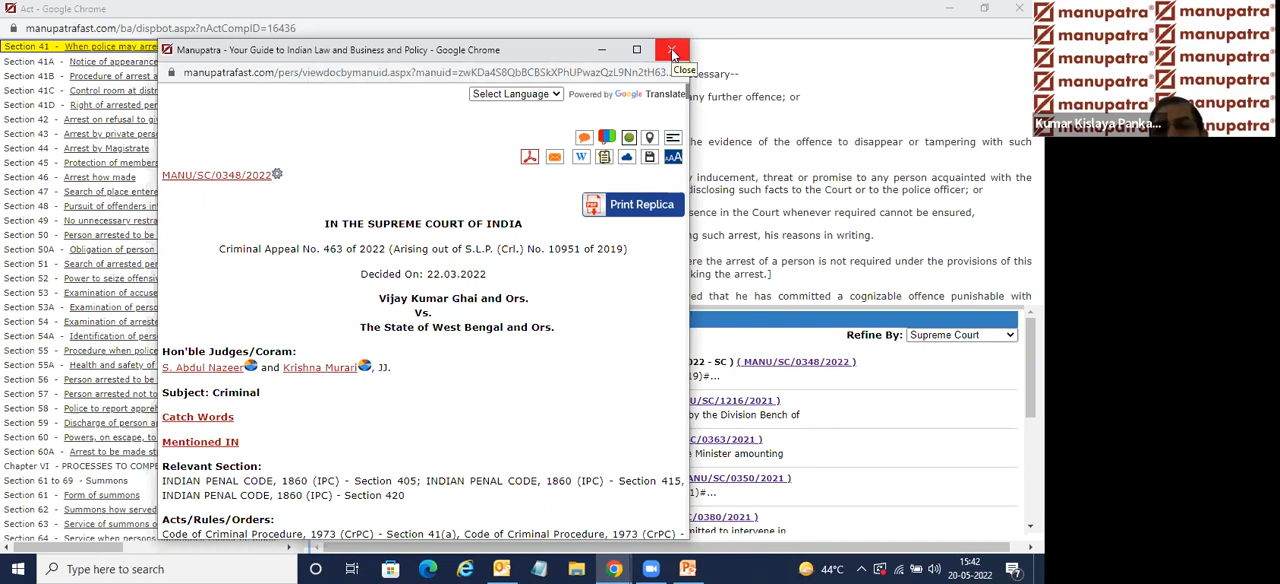 Act - Google Chrome
manupatrafast.com/ba/dispbot.aspx?nActCompID=16436
Section 41 - When police may arre
Section 41A - Notice of appearance
Section 41B - Procedure of arrest a
Section 41C - Control room at distr
Section 41D - Right of arrested per
Section 42 - Arrest on refusal to giv
Section 43 - Arrest by private perso
Section 44 - Arrest by Magistrate
Section 45 - Protection of members
Section 46 - Arrest how made
Section 47 - Search of place entere
Section 48 - Pursuit of offenders int
Section 49 - No unnecessary restra
Section 50 - Person arrested to be
Section 50A - Obligation of person
Section 51 - Search of arrested per
Section 52 - Power to seize offensiv
Section 53 - Examination of accuse
Section 53A - Examination of perso
Section 54 - Examination of arreste
Section 54A - Identification of perso
Section 55 - Procedure when police
Section 55A - Health and safety of
Section 56 - Person arrested to be
Section 57 - Person arrested not to
Section 58 - Police to report appreh
Section 59 - Discharge of person a
Section 60 - Powers, on escape, to
Section 60A - Arrest to be made str
Chapter VI - PROCESSES TO COMPE
Section 61 to 69 - Summons
Section 61 - Form of summons
Section 62 - Summons how served
Section 63 - Service of summons o
Section 64 - Service when persons
Manupatra - Your Guide to Indian Law and Business and Policy - Google Chrome
Close
manupatrafast.com/pers/viewdocbymanuid.aspx?manuid=zwKDa4S8QbBCBSkXPhUPwazQzL9Nn2tH63...
Select Language
Powered by Google Translate
MANU/SC/0348/2022
Print Replica
IN THE SUPREME COURT OF INDIA
Criminal Appeal No. 463 of 2022 (Arising out of S.L.P. (Crl.) No. 10951 of 2019)
Decided On: 22.03.2022
Vijay Kumar Ghai and Ors.
Vs.
The State of West Bengal and Ors.
Hon'ble Judges/Coram:
S. Abdul Nazeer and Krishna Murari, JJ.
Subject: Criminal
Catch Words
Mentioned IN
Relevant Section:
INDIAN PENAL CODE, 1860 (IPC) - Section 405; INDIAN PENAL CODE, 1860 (IPC) - Section 415,
INDIAN PENAL CODE, 1860 (IPC) - Section 420
Acts/Rules/Orders:
Code of Criminal Procedure, 1973 (CrPC) - Section 41(a), Code of Criminal Procedure, 1973 (CrPC) -
cessary--
any further offence; or
the evidence of the offence to disappear or tampering with such
y inducement, threat or promise to any person acquainted with the
disclosing such facts to the Court or to the police officer; or
sence in the Court whenever required cannot be ensured,
ng such arrest, his reasons in writing.
ere the arrest of a person is not required under the provisions of this
king the arrest.]
ed that he has committed a cognizable offence punishable with
Refine By: Supreme Court
022 - SC) ( MANU/SC/0348/2022 )
19)#...
U/SC/1216/2021 )
by the Division Bench of
C/0363/2021 )
e Minister amounting
ANU/SC/0350/2021 )
1)#...
C/0380/2021 )
mitted to intervene in
manupatra manupatra
manupatra manupatra
manupatra manupatra
manupatra manupatra
manupatra manupatra
manupatra
Kumar Kislaya Panka...
Type here to search
44°C
15:42
20-05-2022